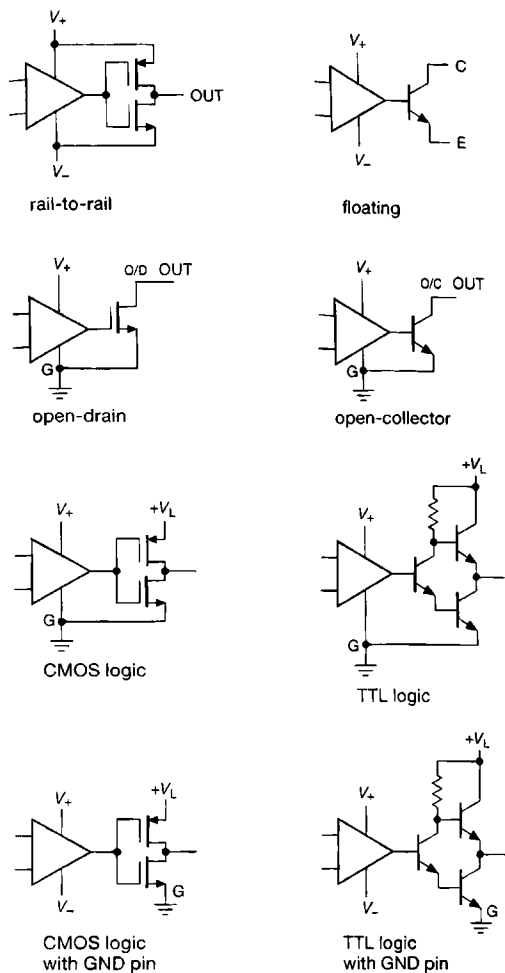 V+
OUT
V−
rail-to-rail
V+
C
E
V−
floating
V+
O/D OUT
G
open-drain
V+
O/C OUT
G
open-collector
+VL
V+
G
CMOS logic
+VL
V+
G
TTL logic
+VL
V+
G
V−
CMOS logic
with GND pin
+VL
V+
G
V−
TTL logic
with GND pin